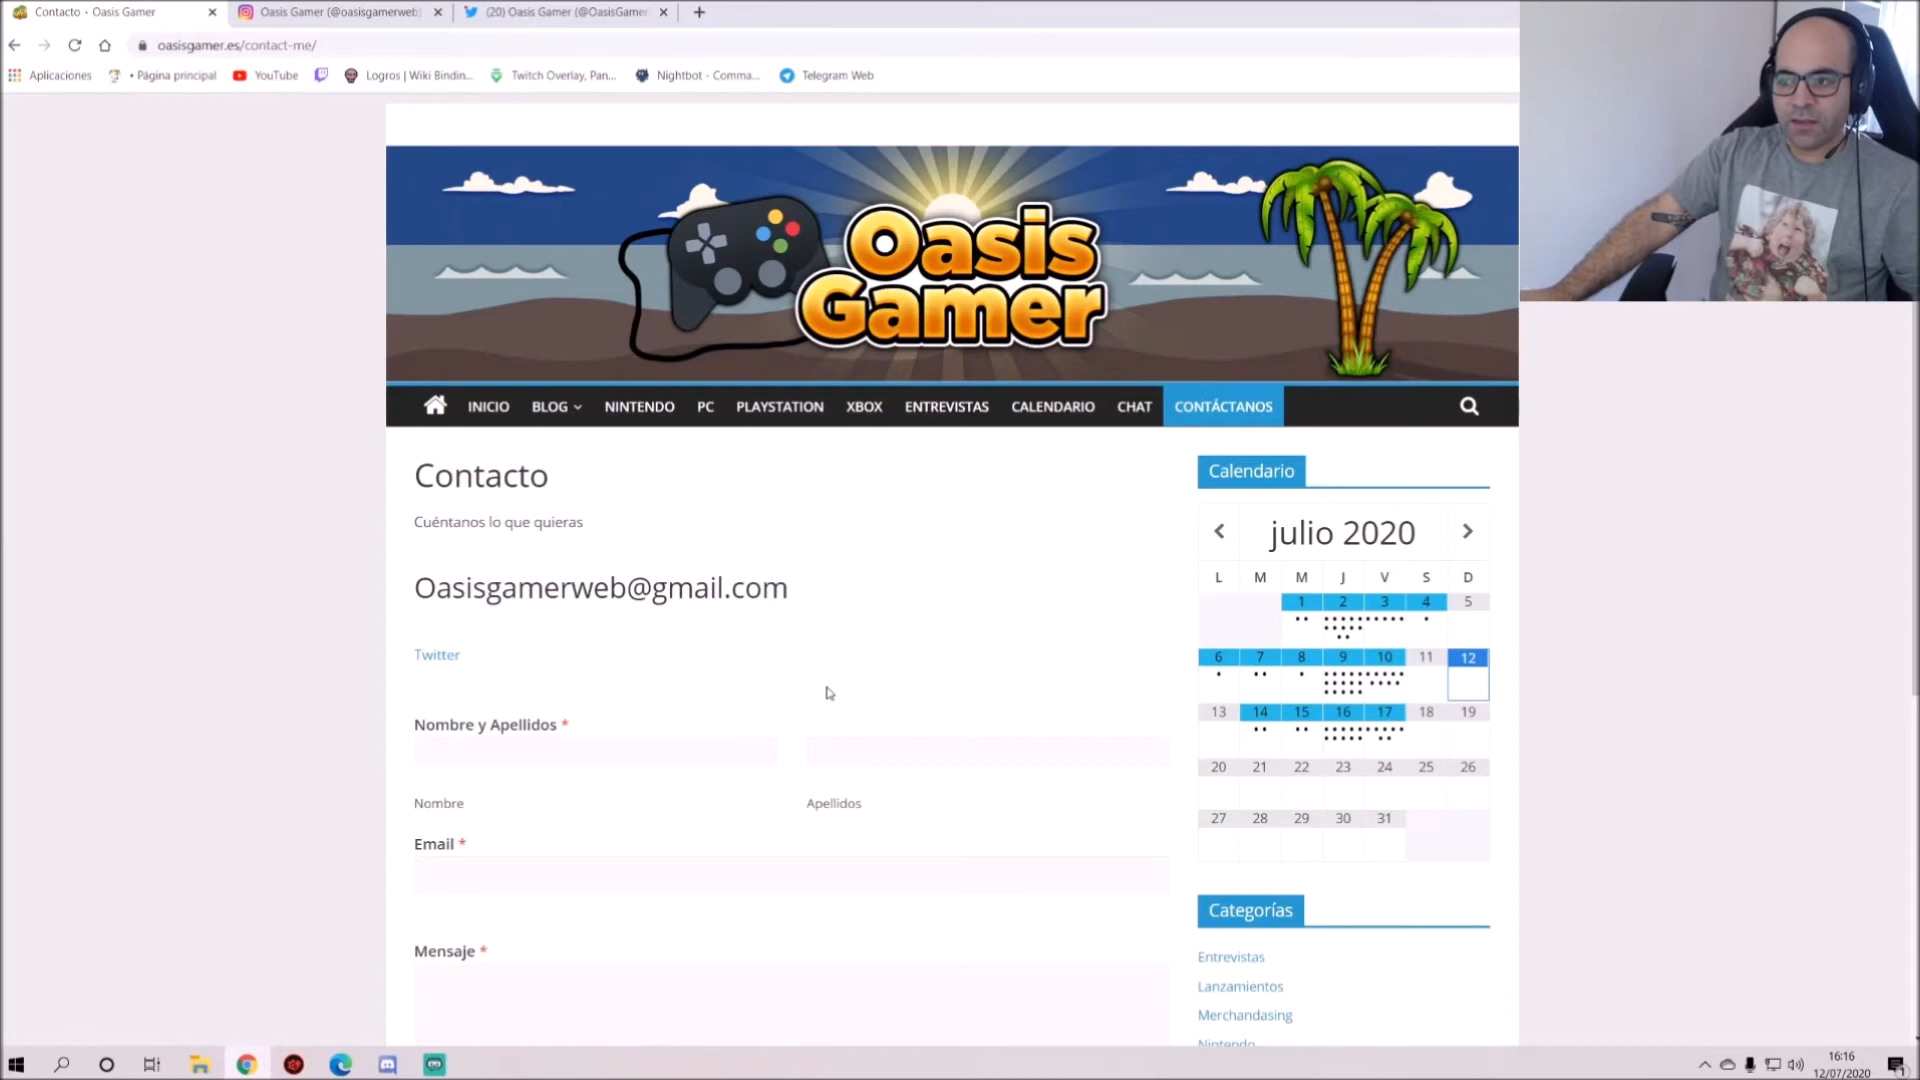 Contacto • Oasis Gamer
Oasis Gamer (@oasisgamerweb)
(20) Oasis Gamer (@OasisGamer
oasisgamer.es/contact-me/
Aplicaciones
• Página principal
YouTube
Logros | Wiki Bindin...
Twitch Overlay, Pan...
Nightbot - Comma...
Telegram Web
Oasis
Gamer
INICIO BLOG NINTENDO PC PLAYSTATION XBOX ENTREVISTAS CALENDARIO CHAT CONTÁCTANOS
Contacto
Cuéntanos lo que quieras
Oasisgamerweb@gmail.com
Twitter
Nombre y Apellidos *
Nombre
Apellidos
Email *
Mensaje *
Calendario
julio 2020
L M M J V S D
1 2 3 4 5
6 7 8 9 10 11 12
13 14 15 16 17 18 19
20 21 22 23 24 25 26
27 28 29 30 31
Categorías
Entrevistas
Lanzamientos
Merchandasing
Nintendo
16:16
12/07/2020
1